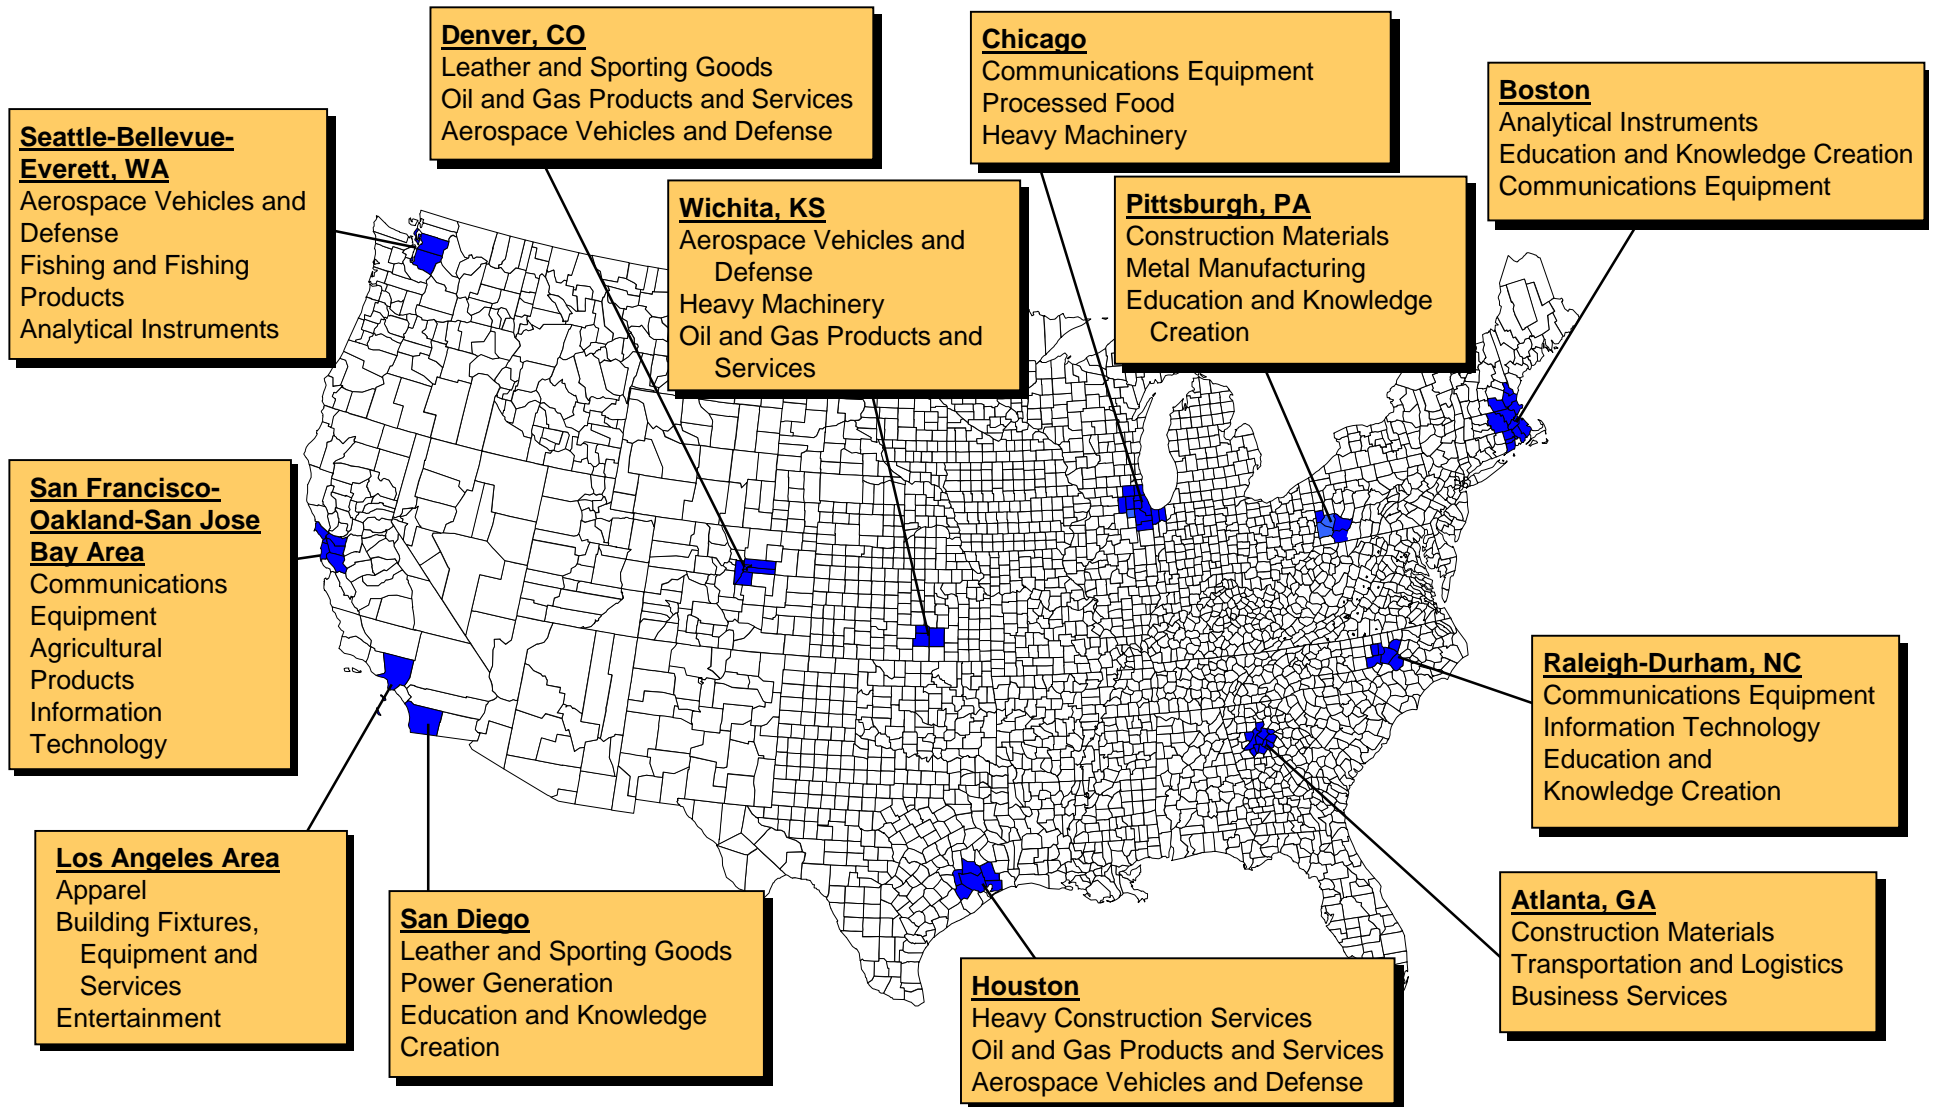 Denver, CO
Leather and Sporting Goods
Oil and Gas Products and Services
Aerospace Vehicles and Defense
Chicago
Communications Equipment
Processed Food
Heavy Machinery
Boston
Analytical Instruments
Education and Knowledge Creation
Communications Equipment
Seattle-Bellevue-
Everett, WA
Aerospace Vehicles and
Defense
Fishing and Fishing
Products
Analytical Instruments
Wichita, KS
Aerospace Vehicles and
Defense
Heavy Machinery
Oil and Gas Products and
Services
Pittsburgh, PA
Construction Materials
Metal Manufacturing
Education and Knowledge
Creation
San Francisco-
Oakland-San Jose
Bay Area
Communications
Equipment
Agricultural
Products
Information
Technology
Raleigh-Durham, NC
Communications Equipment
Information Technology
Education and
Knowledge Creation
Los Angeles Area
Apparel
Building Fixtures,
Equipment and
Services
Entertainment
San Diego
Leather and Sporting Goods
Power Generation
Education and Knowledge
Creation
Houston
Heavy Construction Services
Oil and Gas Products and Services
Aerospace Vehicles and Defense
Atlanta, GA
Construction Materials
Transportation and Logistics
Business Services